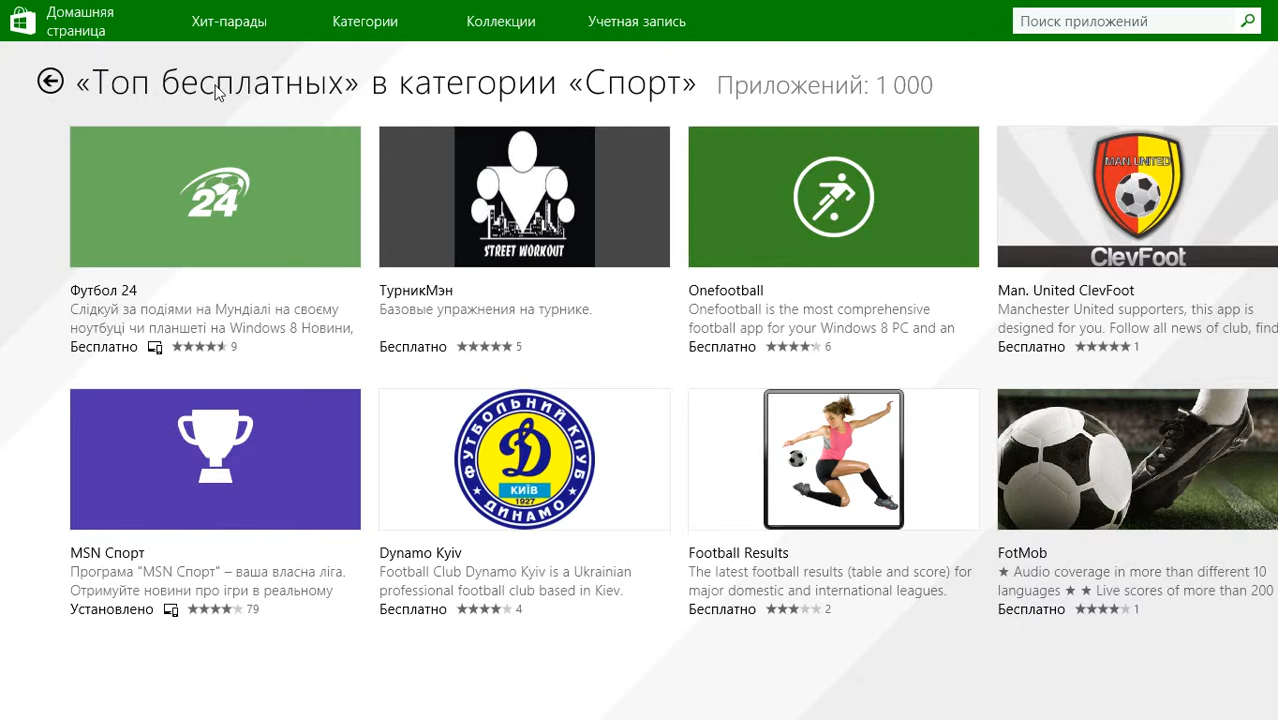 Домашняя
страница
Хит-парады
Категории
Коллекции
Учетная запись
Поиск приложений
«Топ бесплатных» в категории «Спорт» Приложений: 1 000
24
Футбол 24
Слідкуй за подіями на Мундіалі на своєму
ноутбуці чи планшеті на Windows 8 Новини,
Бесплатно 9
STREET WORKOUT
ТурникМэн
Базовые упражнения на турнике.
Бесплатно 5
Onefootball
Onefootball is the most comprehensive
football app for your Windows 8 PC and an
Бесплатно 6
MAN UNITED
ClevFoot
Man. United ClevFoot
Manchester United supporters, this app is
designed for you. Follow all news of club, find
Бесплатно 1
MSN Спорт
Програма "MSN Спорт" – ваша власна ліга.
Отримуйте новини про ігри в реальному
Установлено 79
ФУТБОЛЬНИЙ КЛУБ
Д
КИЇВ
1927
ДИНАМО
Dynamo Kyiv
Football Club Dynamo Kyiv is a Ukrainian
professional football club based in Kiev.
Бесплатно 4
Football Results
The latest football results (table and score) for
major domestic and international leagues.
Бесплатно 2
FotMob
★ Audio coverage in more than different 10
languages ★ ★ Live scores of more than 200
Бесплатно 1